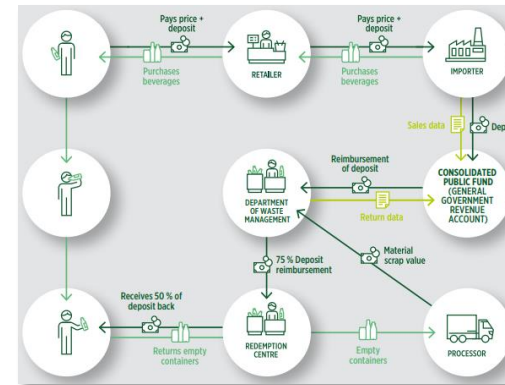 Pays price +
deposit
Pays price +
deposit
Purchases
beverages
RETAILER
Purchases
beverages
IMPORTER
Sales data
Dep
Reimbursement
of deposit
DEPARTMENT
OF WASTE
MANAGEMENT
Return data
CONSOLIDATED
PUBLIC FUND
(GENERAL
GOVERNMENT
REVENUE
ACCOUNT)
75 % Deposit
reimbursement
Material
scrap value
Receives 50 % of
deposit back
Returns empty
containers
REDEMPTION
CENTRE
Empty
containers
PROCESSOR